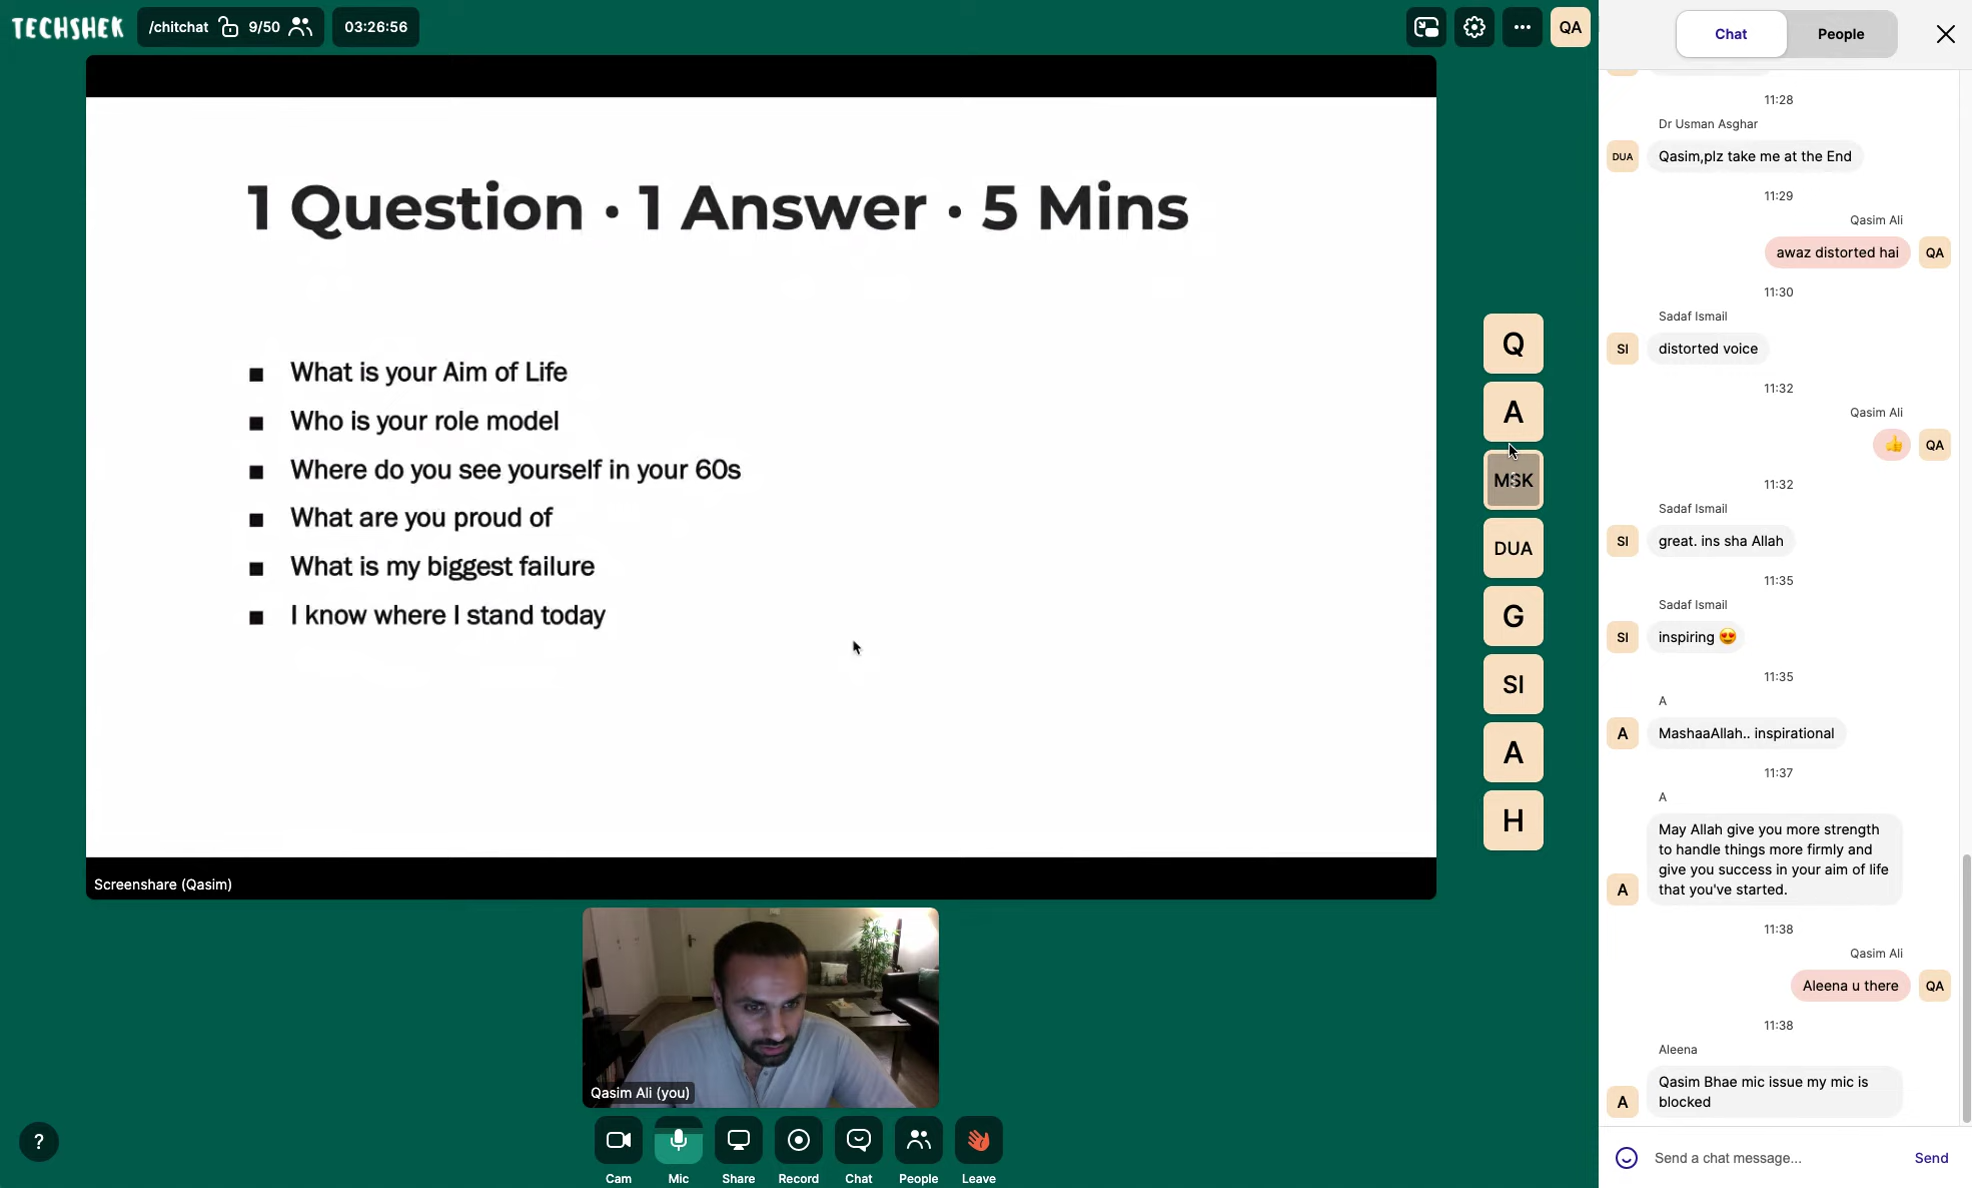 TECHSHEK
/chitchat 9/50
03:26:56
QA
Chat
People
1 Question · 1 Answer · 5 Mins
■ What is your Aim of Life
■ Who is your role model
■ Where do you see yourself in your 60s
■ What are you proud of
■ What is my biggest failure
■ I know where I stand today
Screenshare (Qasim)
Q
A
MSK
DUA
G
SI
A
H
Qasim Ali (you)
?
Cam
Mic
Share
Record
Chat
People
Leave
11:28
Dr Usman Asghar
DUA
Qasim,plz take me at the End
11:29
Qasim Ali
awaz distorted hai
QA
11:30
Sadaf Ismail
SI
distorted voice
11:32
Qasim Ali
👍
QA
11:32
Sadaf Ismail
SI
great. ins sha Allah
11:35
Sadaf Ismail
SI
inspiring 😍
11:35
A
A
MashaaAllah.. inspirational
11:37
A
May Allah give you more strength
to handle things more firmly and
give you success in your aim of life
that you've started.
A
11:38
Qasim Ali
Aleena u there
QA
11:38
Aleena
Qasim Bhae mic issue my mic is
blocked
A
Send a chat message...
Send